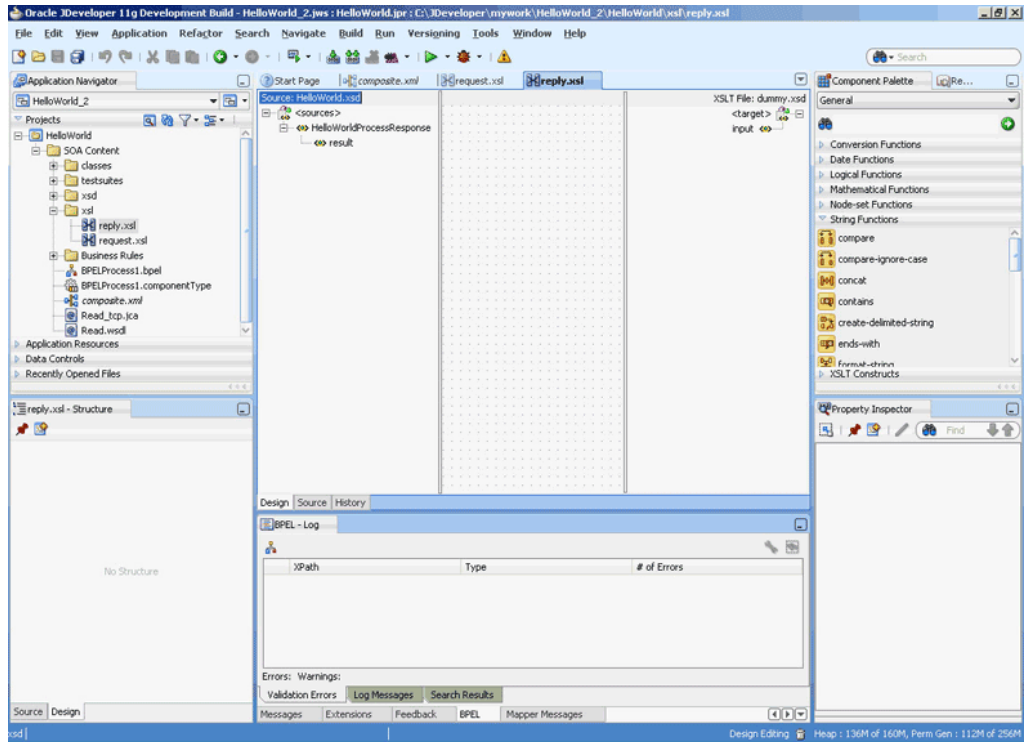 Oracle JDeveloper 11g Development Build - HelloWorld_2.jws : HelloWorld.jpr : C:\JDeveloper\mywork\HelloWorld_2\HelloWorld\xsl\reply.xsl
File Edit View Application Refactor Search Navigate Build Run Versioning Tools Window Help
Search
Application Navigator
HelloWorld_2
Projects
HelloWorld
SOA Content
classes
testsuites
xsd
xsl
reply.xsl
request.xsl
Business Rules
BPELProcess1.bpel
BPELProcess1.componentType
composite.xml
Read_tcp.jca
Read.wsdl
Application Resources
Data Controls
Recently Opened Files
reply.xsl - Structure
No Structure
Source Design
Start Page composite.xml request.xsl reply.xsl
Source: HelloWorld.xsd
<sources>
HelloWorldProcessResponse
result
XSLT File: dummy.xsd
<target>
input
Design Source History
BPEL - Log
XPath Type # of Errors
Errors: Warnings:
Validation Errors Log Messages Search Results
Messages Extensions Feedback BPEL Mapper Messages
Component Palette Re...
General
Conversion Functions
Date Functions
Logical Functions
Mathematical Functions
Node-set Functions
String Functions
compare
compare-ignore-case
concat
contains
create-delimited-string
ends-with
format-string
XSLT Constructs
Property Inspector
Find
xsd
Design Editing Heap : 136M of 160M, Perm Gen : 112M of 256M